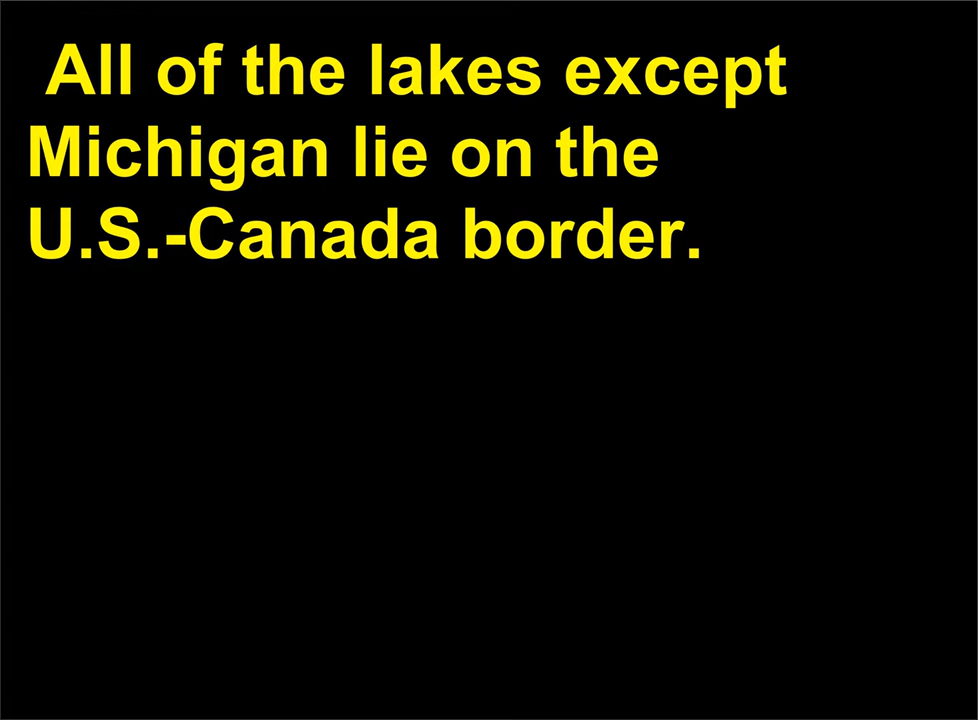 All of the lakes except
Michigan lie on the
U.S.-Canada border.